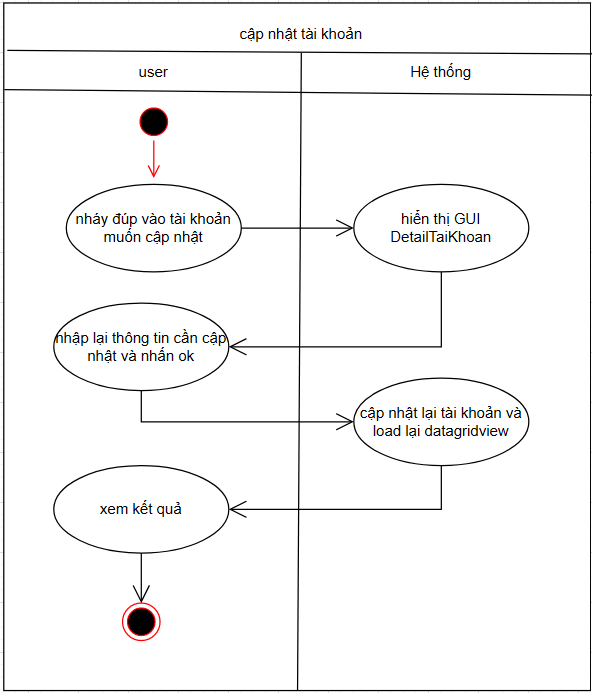 cập nhật tài khoản
user
Hệ thống
nháy đúp vào tài khoản
muốn cập nhật
hiển thị GUI
DetailTaiKhoan
nhâp lại thông tin cần cập
nhật và nhấn ok
cập nhật lại tài khoản và
load lại datagridview
xem kết quả